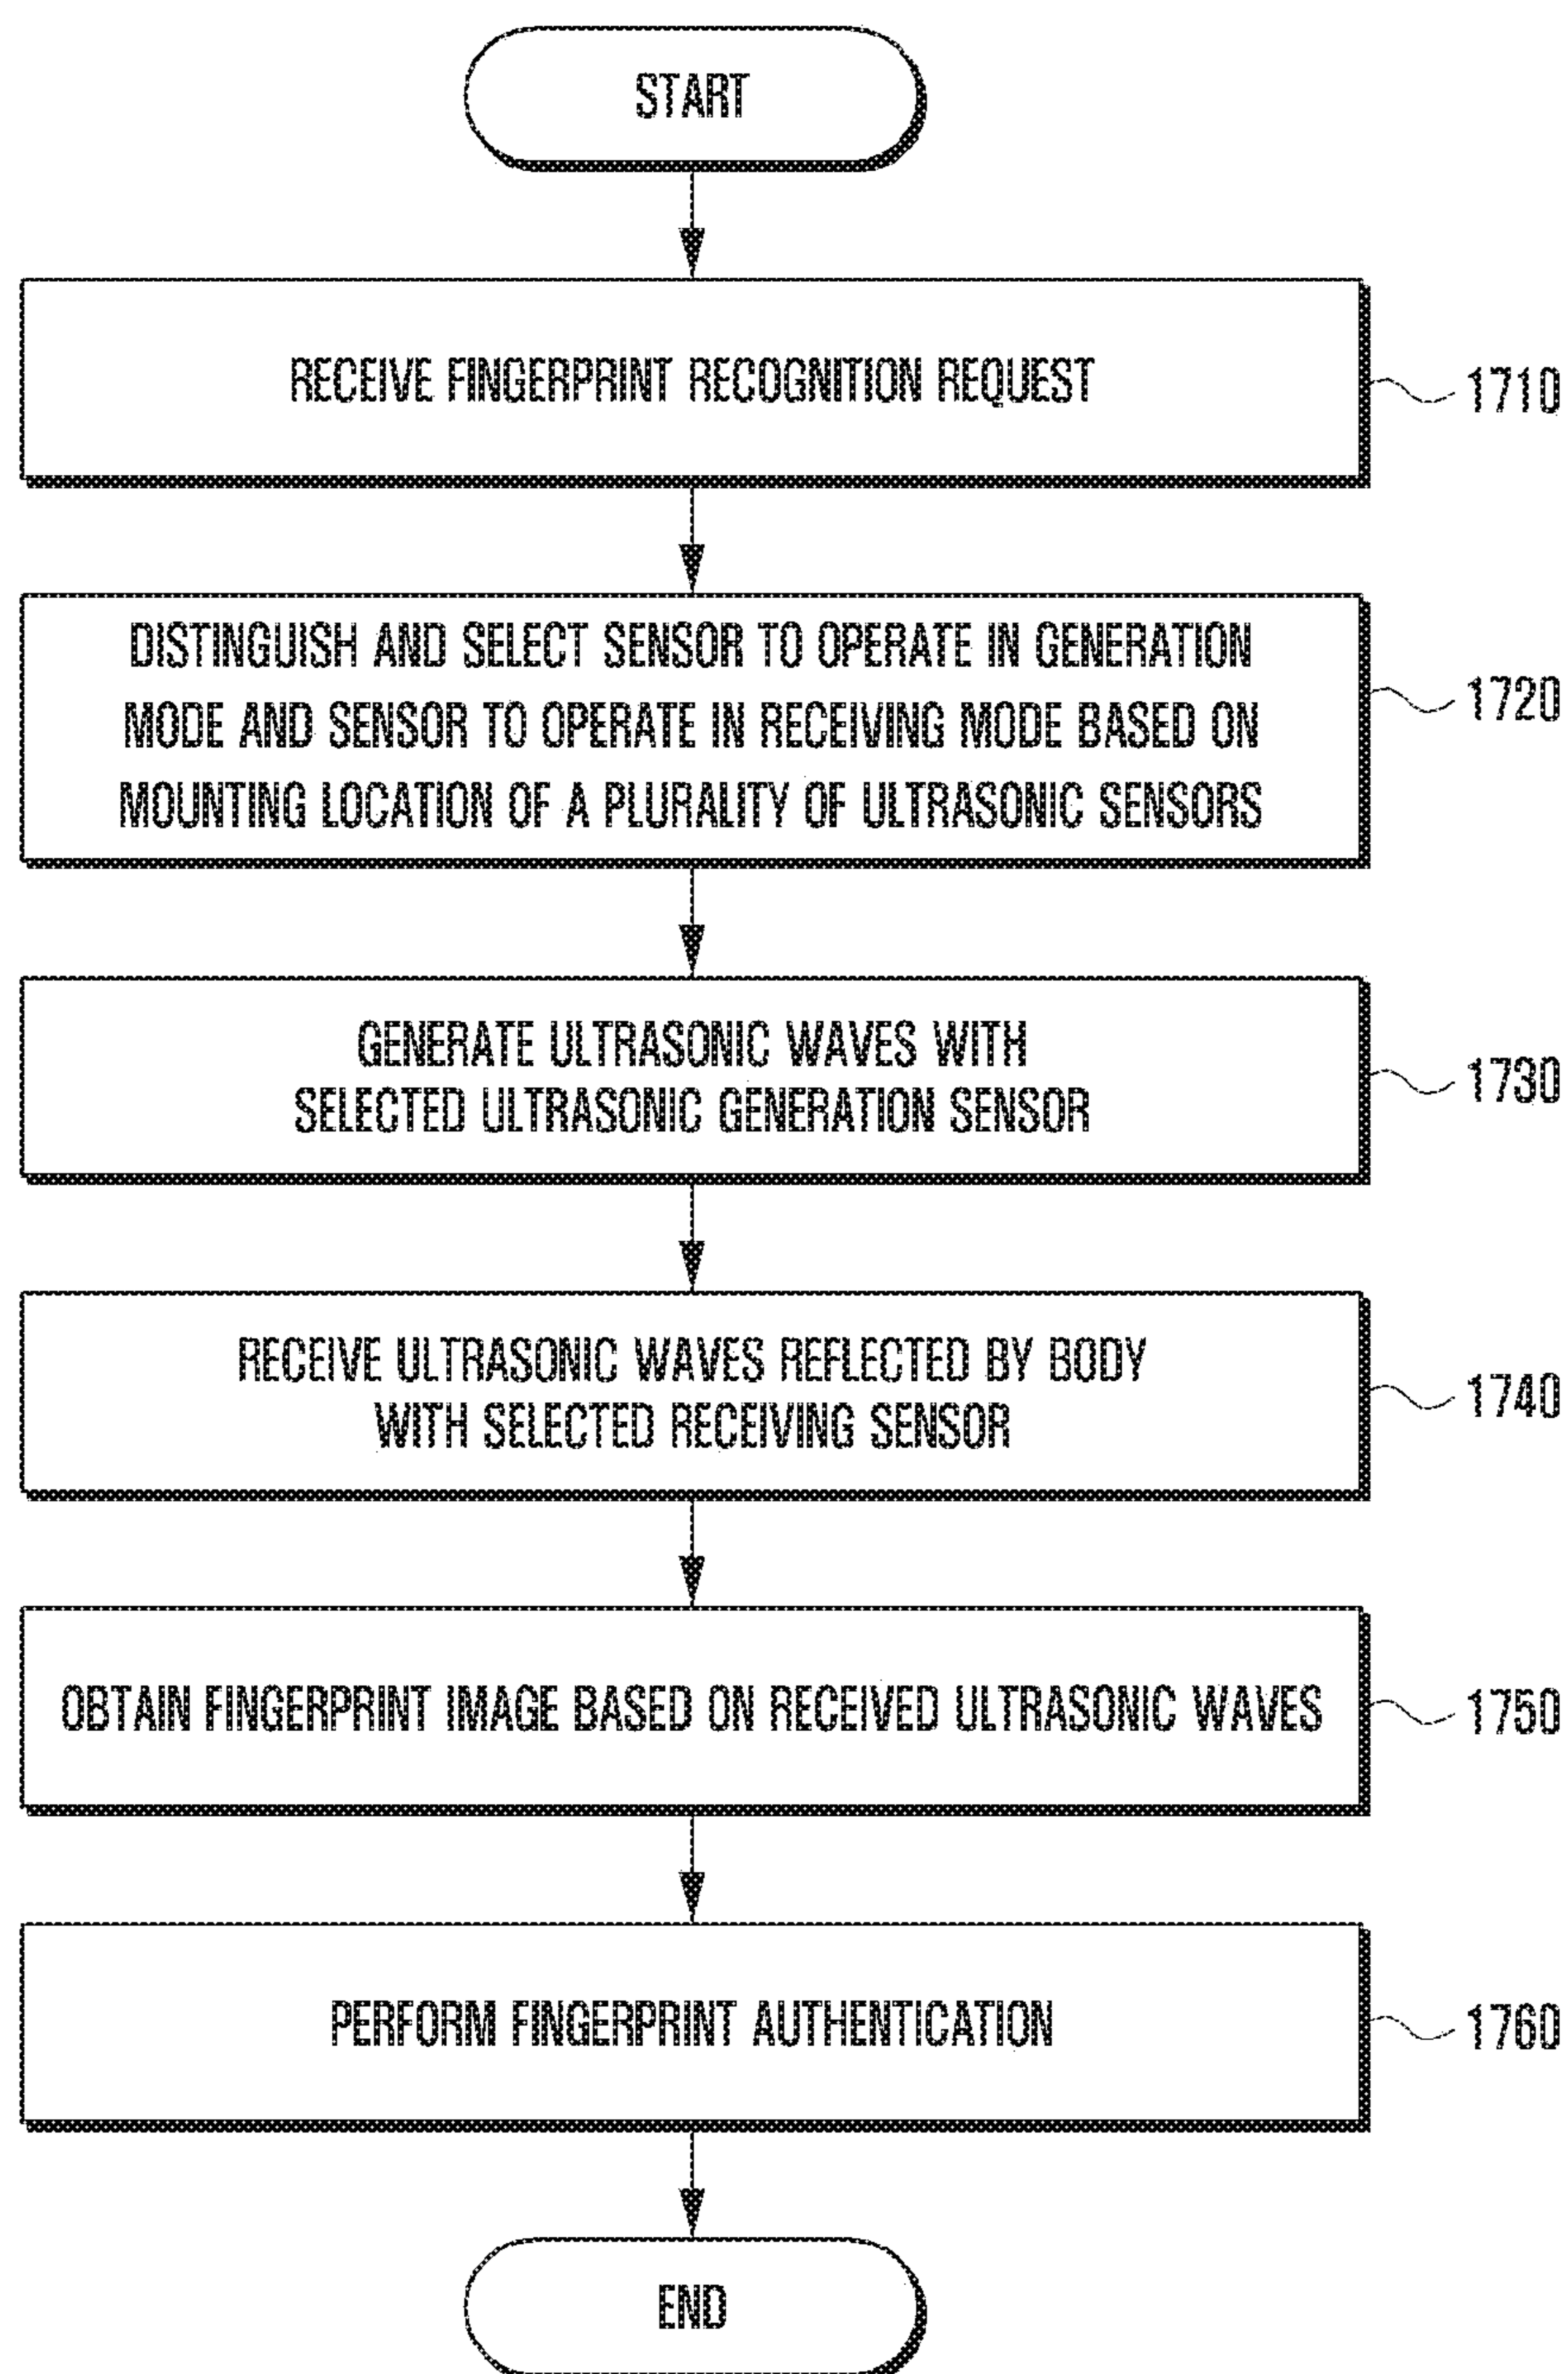 START
RECEIVE FINGERPRINT RECOGNITION REQUEST
1710
DISTINGUISH AND SELECT SENSOR TO OPERATE IN GENERATION
MODE AND SENSOR TO OPERATE IN RECEIVING MODE BASED ON
MOUNTING LOCATION OF A PLURALITY OF ULTRASONIC SENSORS
1720
GENERATE ULTRASONIC WAVES WITH
SELECTED ULTRASONIC GENERATION SENSOR
1730
RECEIVE ULTRASONIC WAVES REFLECTED BY BODY
WITH SELECTED RECEIVING SENSOR
1740
OBTAIN FINGERPRINT IMAGE BASED ON RECEIVED ULTRASONIC WAVES
1750
PERFORM FINGERPRINT AUTHENTICATION
1760
END